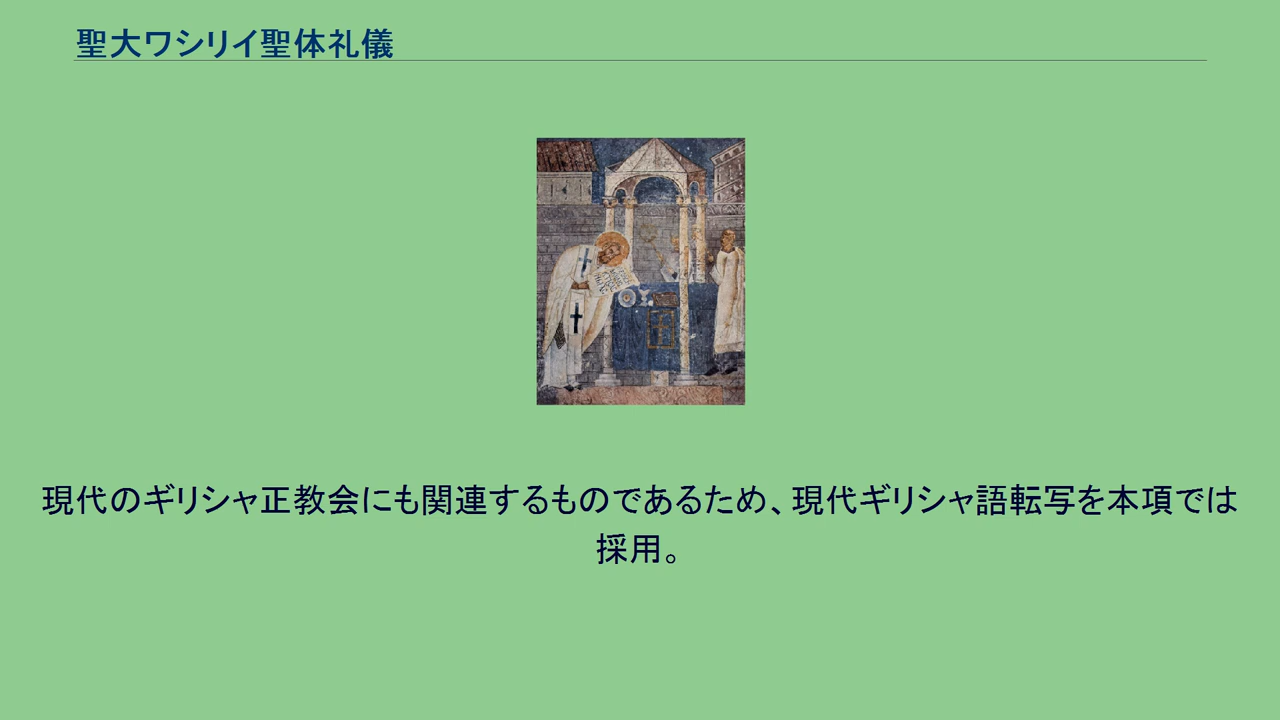 聖大ワシリイ聖体礼儀
現代のギリシャ正教会にも関連するものであるため、現代ギリシャ語転写を本項では
採用。